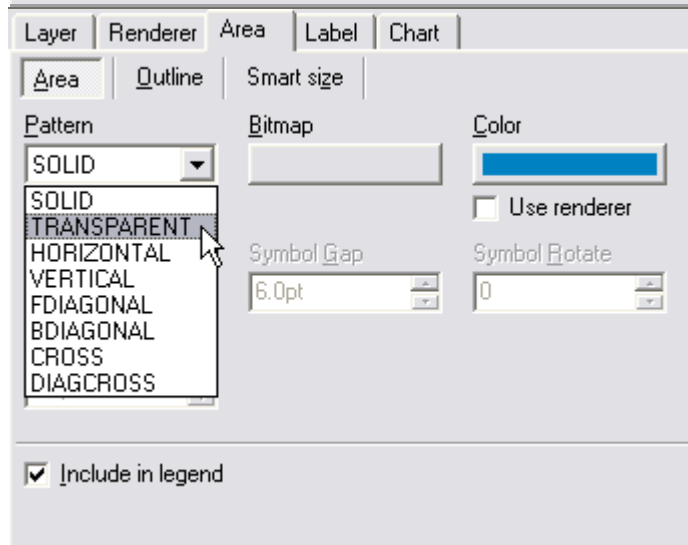 Layer Renderer Area Label Chart
Area Outline Smart size
Pattern Bitmap Color
SOLID
SOLID
TRANSPARENT
HORIZONTAL
VERTICAL
FDIAGONAL
BDIAGONAL
CROSS
DIAGCROSS
Use renderer
Symbol Gap Symbol Rotate
6.0pt 0
Include in legend